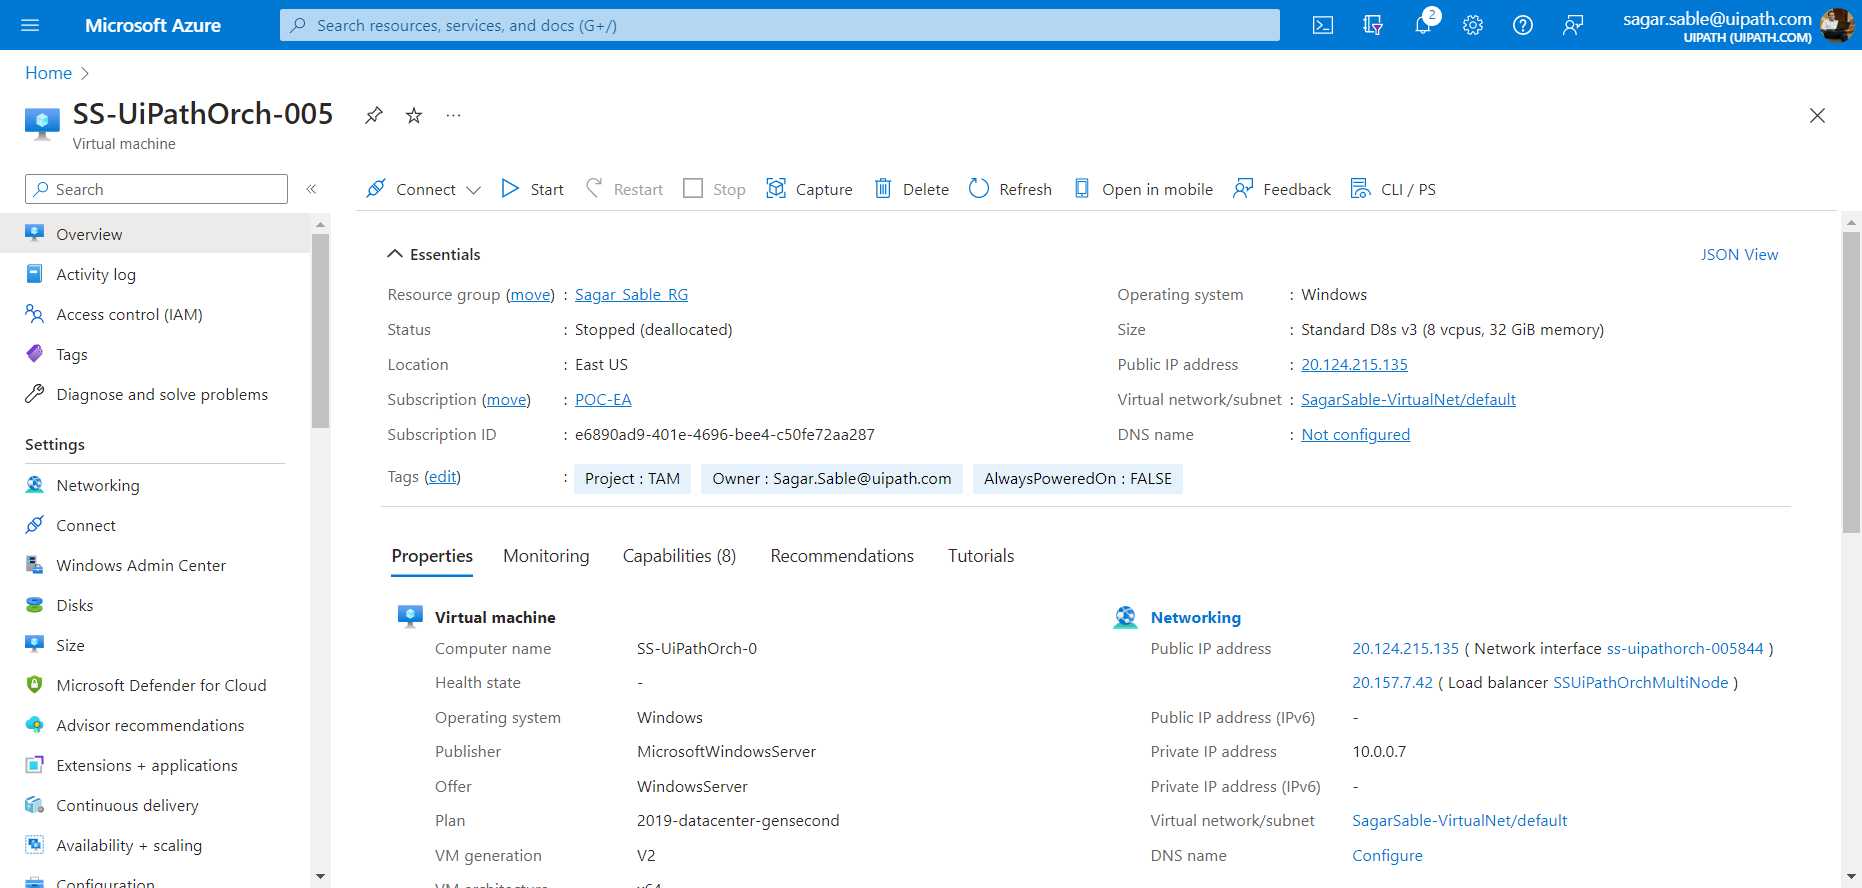 Microsoft Azure
Search resources, services, and docs (G+/)
2
sagar.sable@uipath.com
UIPATH (UIPATH.COM)
Home
SS-UiPathOrch-005
Virtual machine
Search
Connect
Start
Restart
Stop
Capture
Delete
Refresh
Open in mobile
Feedback
CLI / PS
Overview
Activity log
Access control (IAM)
Tags
Diagnose and solve problems
Settings
Networking
Connect
Windows Admin Center
Disks
Size
Microsoft Defender for Cloud
Advisor recommendations
Extensions + applications
Continuous delivery
Availability + scaling
Configuration
Essentials
JSON View
Resource group (move) : Sagar_Sable_RG
Status : Stopped (deallocated)
Location : East US
Subscription (move) : POC-EA
Subscription ID : e6890ad9-401e-4696-bee4-c50fe72aa287
Operating system : Windows
Size : Standard D8s v3 (8 vcpus, 32 GiB memory)
Public IP address : 20.124.215.135
Virtual network/subnet : SagarSable-VirtualNet/default
DNS name : Not configured
Tags (edit) : Project : TAM Owner : Sagar.Sable@uipath.com AlwaysPoweredOn : FALSE
Properties Monitoring Capabilities (8) Recommendations Tutorials
Virtual machine
Computer name SS-UiPathOrch-0
Health state -
Operating system Windows
Publisher MicrosoftWindowsServer
Offer WindowsServer
Plan 2019-datacenter-gensecond
VM generation V2
VM architecture x64
Networking
Public IP address 20.124.215.135 ( Network interface ss-uipathorch-005844 )
20.157.7.42 ( Load balancer SSUiPathOrchMultiNode )
Public IP address (IPv6) -
Private IP address 10.0.0.7
Private IP address (IPv6) -
Virtual network/subnet SagarSable-VirtualNet/default
DNS name Configure